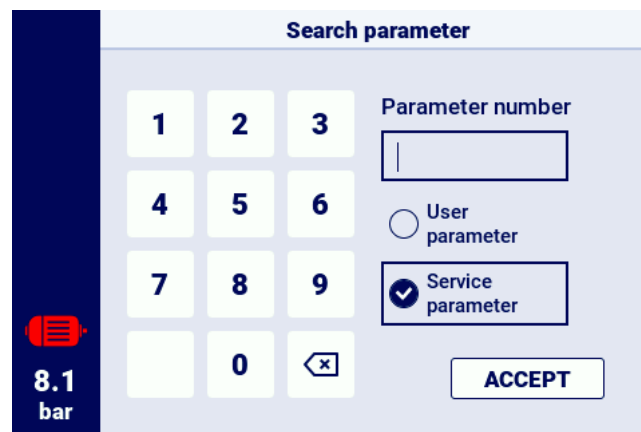 Search parameter
1 2 3
4 5 6
7 8 9
0
Parameter number
User
parameter
Service
parameter
ACCEPT
8.1
bar